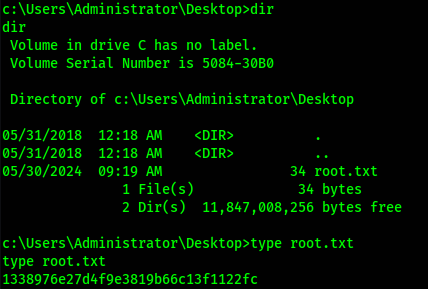 c:\Users\Administrator\Desktop>dir
dir
 Volume in drive C has no label.
 Volume Serial Number is 5084-30B0

 Directory of c:\Users\Administrator\Desktop

05/31/2018  12:18 AM    <DIR>          .
05/31/2018  12:18 AM    <DIR>          ..
05/30/2024  09:19 AM                34 root.txt
               1 File(s)             34 bytes
               2 Dir(s)  11,847,008,256 bytes free

c:\Users\Administrator\Desktop>type root.txt
type root.txt
1338976e27d4f9e3819b66c13f1122fc